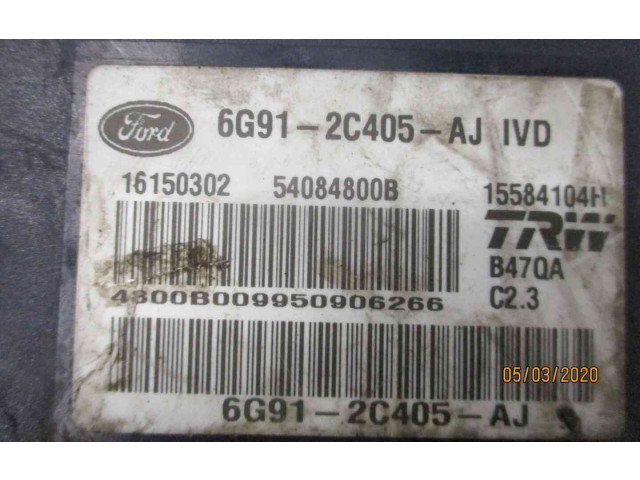 Ford 6G91-2C405-AJ IVD
16150302 54084800B 15584104H
TRW
B47QA
4300B009950906266 C2.3
05/03/2020
6G91-2C405-AJ